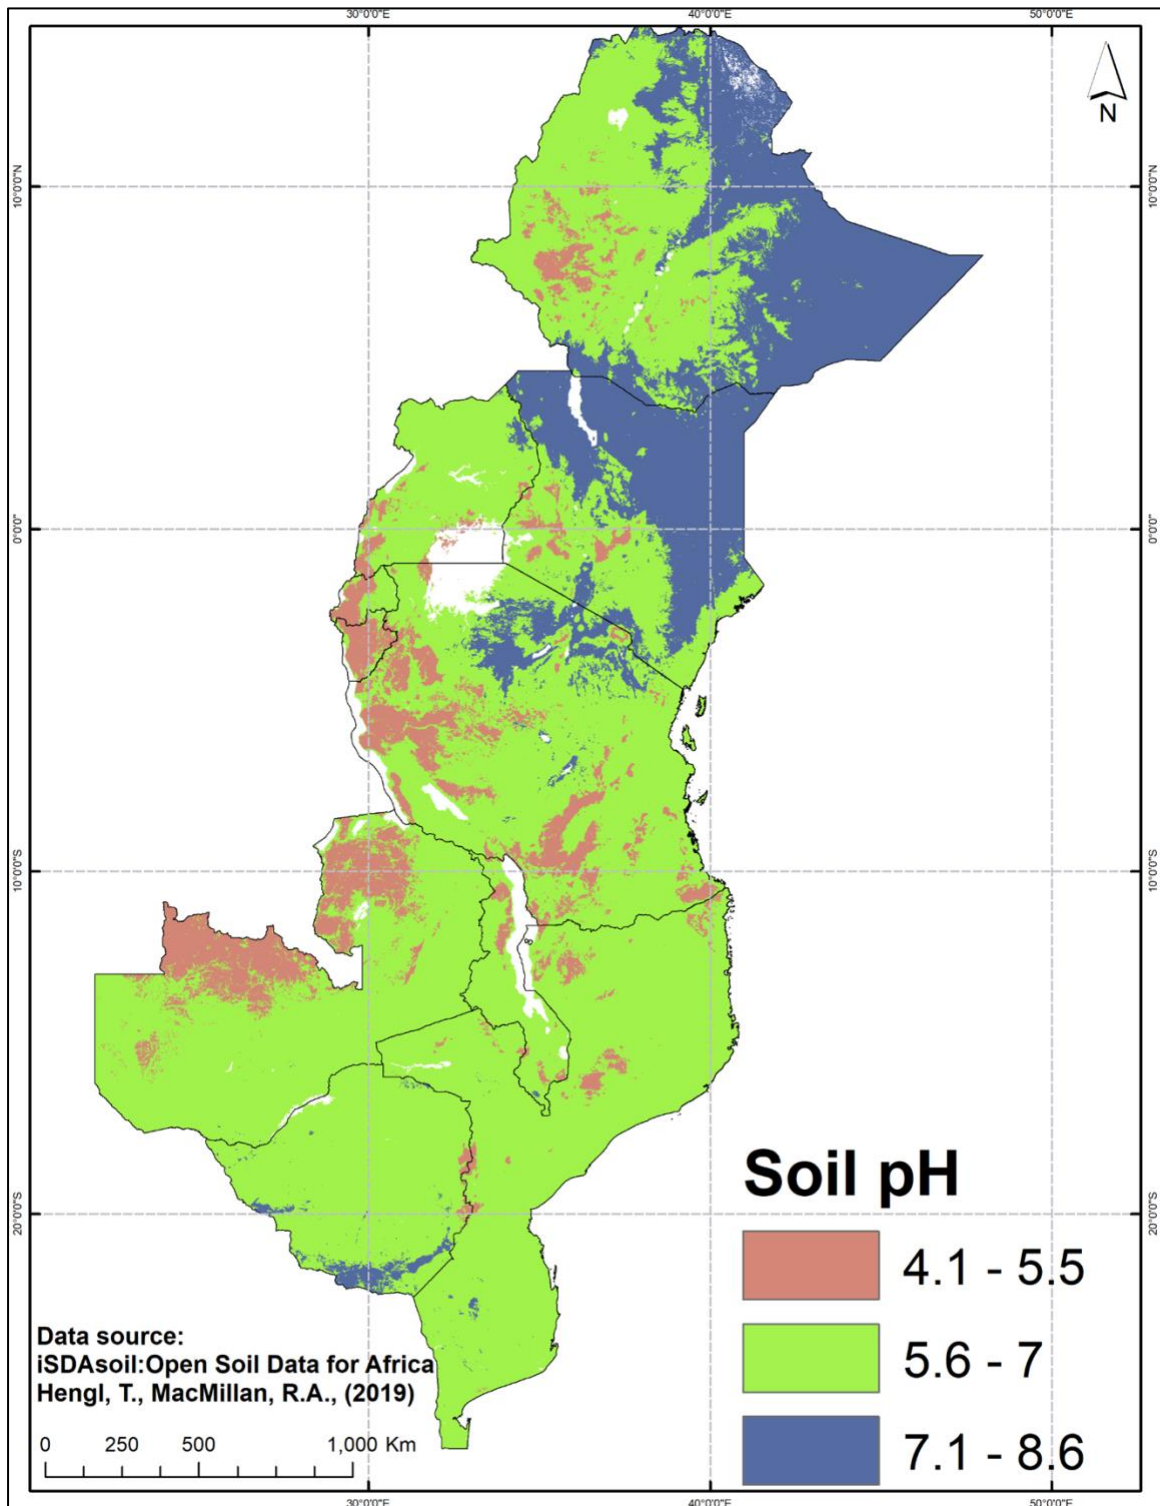 30°0'0"E 40°0'0"E 50°0'0"E
N
10°0'0"N 10°0'0"N
0°0'0" 0°0'0"
10°0'0"S 10°0'0"S
20°0'0"S 20°0'0"S
Soil pH
4.1 - 5.5
5.6 - 7
7.1 - 8.6
Data source:
iSDAsoil:Open Soil Data for Africa
Hengl, T., MacMillan, R.A., (2019)
0 250 500 1,000 Km
30°0'0"E 40°0'0"E 50°0'0"E